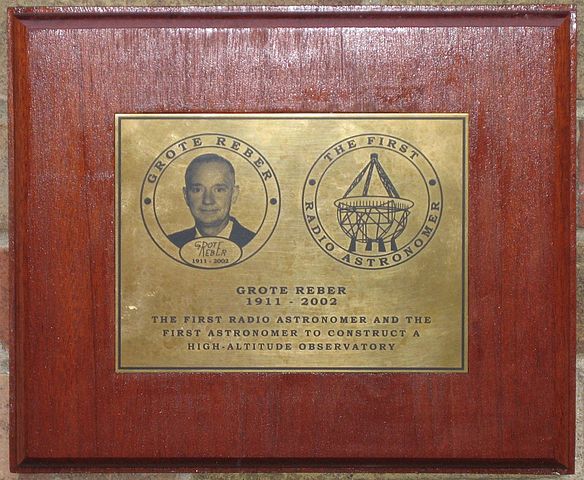 GROTE REBER
GROTE
REBER
1911 - 2002
THE FIRST
RADIO ASTRONOMER
GROTE REBER
1911 - 2002
THE FIRST RADIO ASTRONOMER AND THE
FIRST ASTRONOMER TO CONSTRUCT A
HIGH-ALTITUDE OBSERVATORY